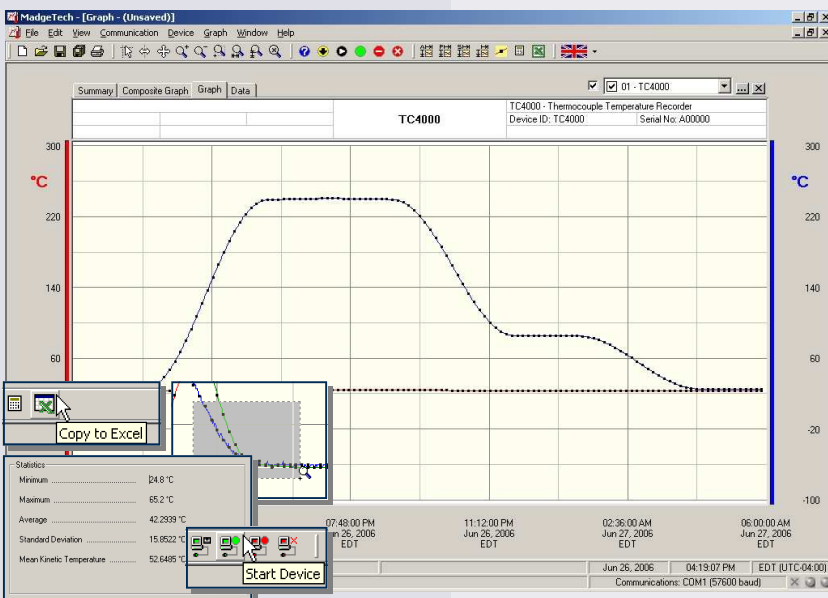 MadgeTech - [Graph - (Unsaved)]
File Edit View Communication Device Graph Window Help
Summary Composite Graph Graph Data
01 - TC4000
TC4000
TC4000 - Thermocouple Temperature Recorder
Device ID: TC4000 Serial No: A00000
300 300
°C °C
220 220
140 140
60 60
-20
-100
Copy to Excel
Statistics
Minimum 24.8 °C
Maximum 65.2 °C
Average 42.2939 °C
Standard Deviation 15.8522 °C
Mean Kinetic Temperature 52.6485 °C
Start Device
07:48:00 PM 11:12:00 PM 02:36:00 AM 06:00:00 AM
26, 2006 Jun 26, 2006 Jun 27, 2006 Jun 27, 2006
EDT EDT EDT EDT
Jun 26, 2006 04:19:07 PM EDT (UTC-04:00)
Communications: COM1 (57600 baud)